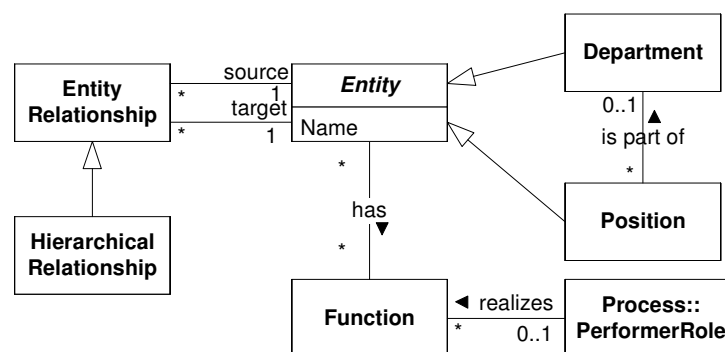 Entity
Relationship
source
*
1
target
*
1
Entity
Name
Department
0..1
is part of
*
Position
Hierarchical
Relationship
*
has
*
Function
realizes
*
0..1
Process::
PerformerRole